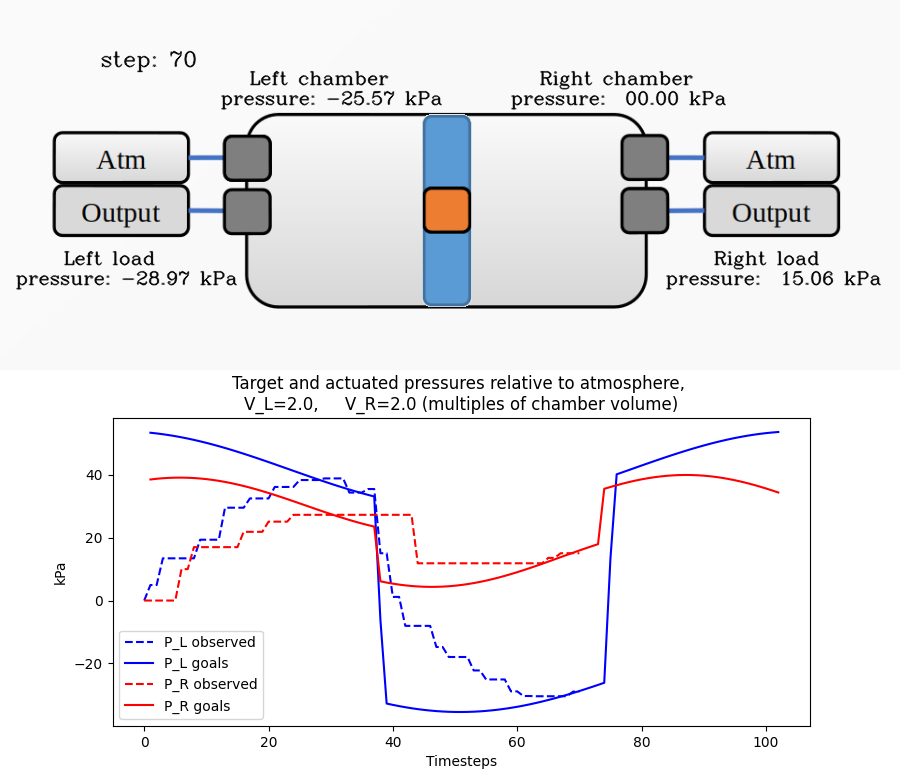 step: 70
Left chamber
pressure: −25.57 kPa
Right chamber
pressure: 00.00 kPa
Atm
Output
Atm
Output
Left load
pressure: −28.97 kPa
Right load
pressure: 15.06 kPa
Target and actuated pressures relative to atmosphere,
V_L=2.0, V_R=2.0 (multiples of chamber volume)
kPa
40
20
0
−20
P_L observed
P_L goals
P_R observed
P_R goals
0 20 40 60 80 100
Timesteps